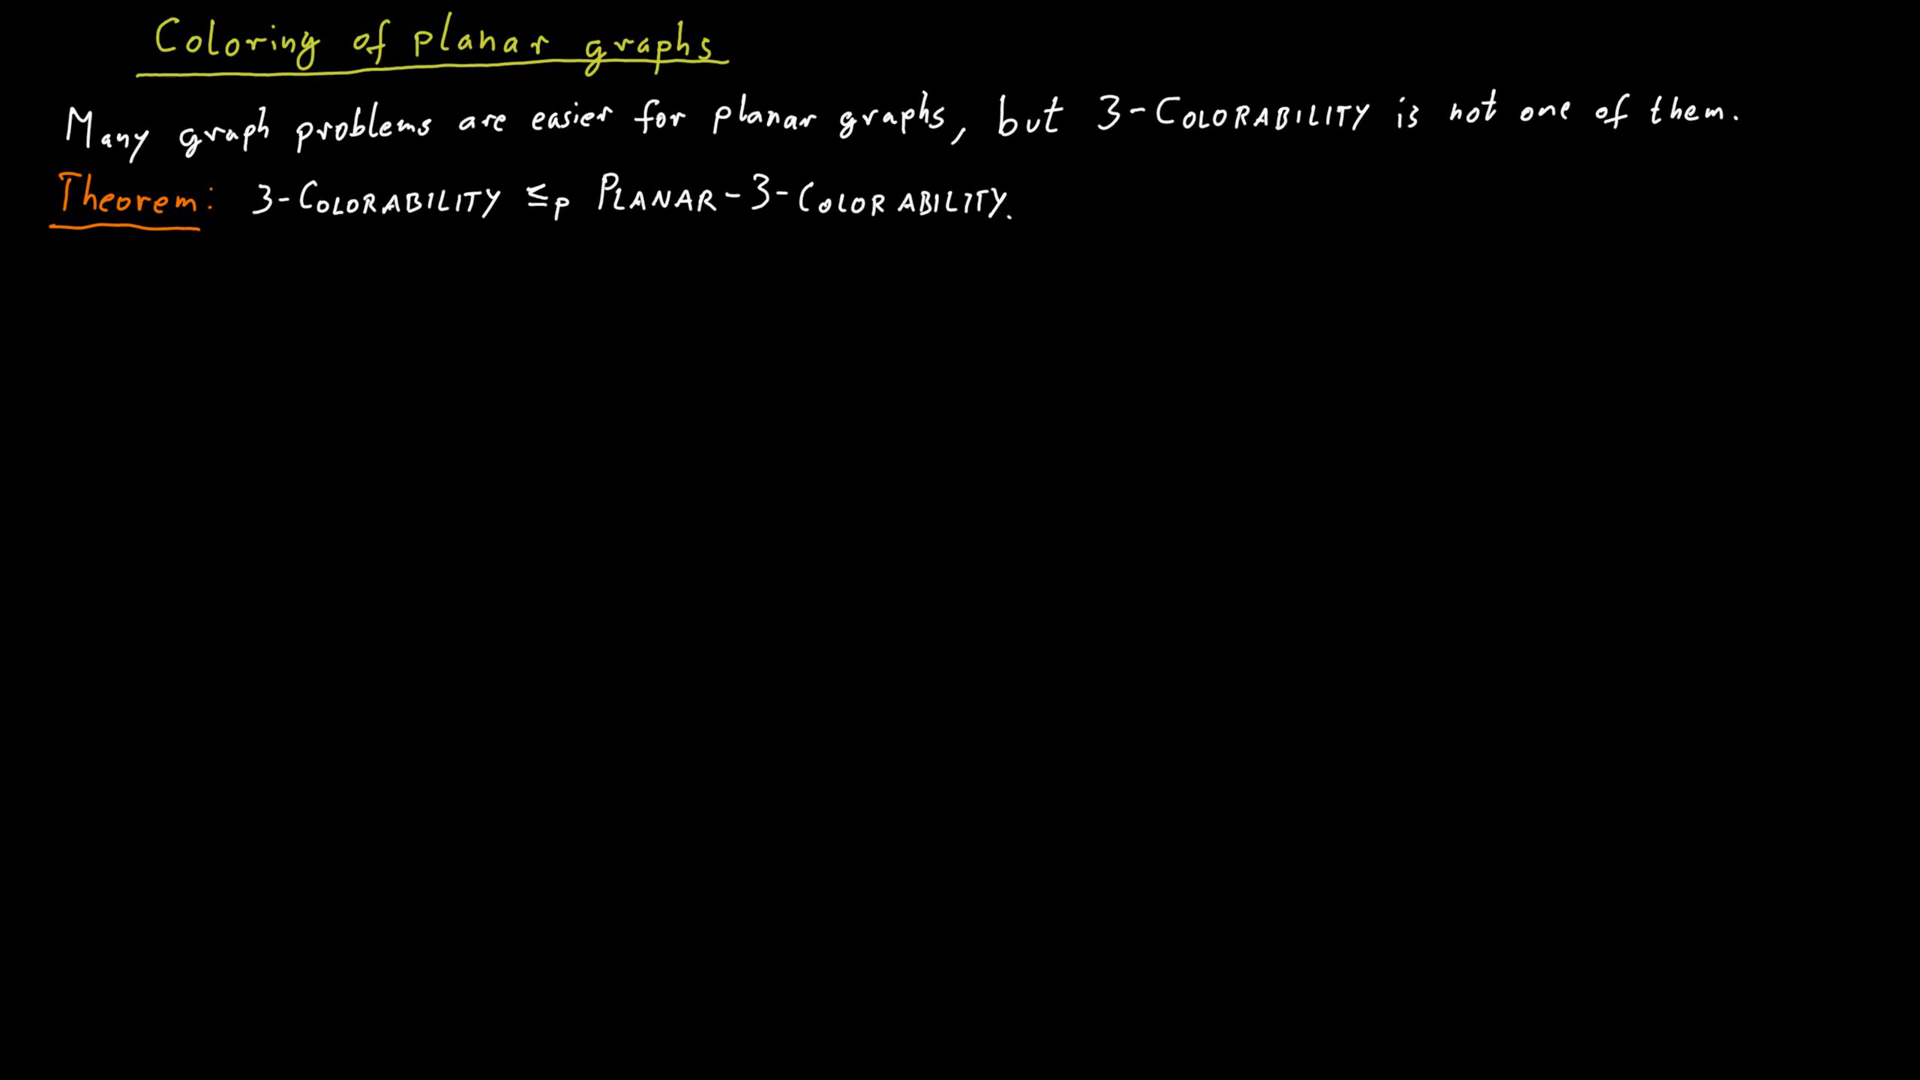 Coloring of planar graphs
Many graph problems are easier for planar graphs, but 3-COLORABILITY is not one of them.
Theorem: 3-COLORABILITY ≤p PLANAR-3-COLORABILITY.